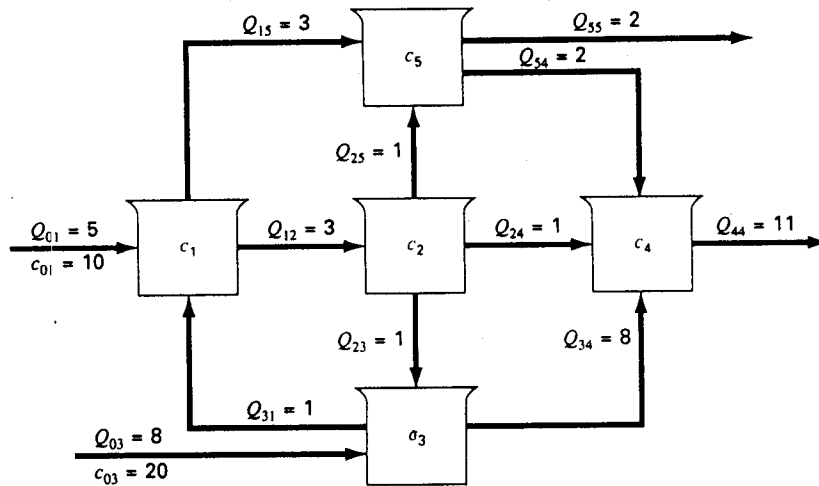 Q15 = 3
Q55 = 2
c5
Q54 = 2
Q25 = 1
Q01 = 5
c01 = 10
c1
Q12 = 3
c2
Q24 = 1
c4
Q44 = 11
Q23 = 1
Q34 = 8
Q31 = 1
Q03 = 8
c03 = 20
c3